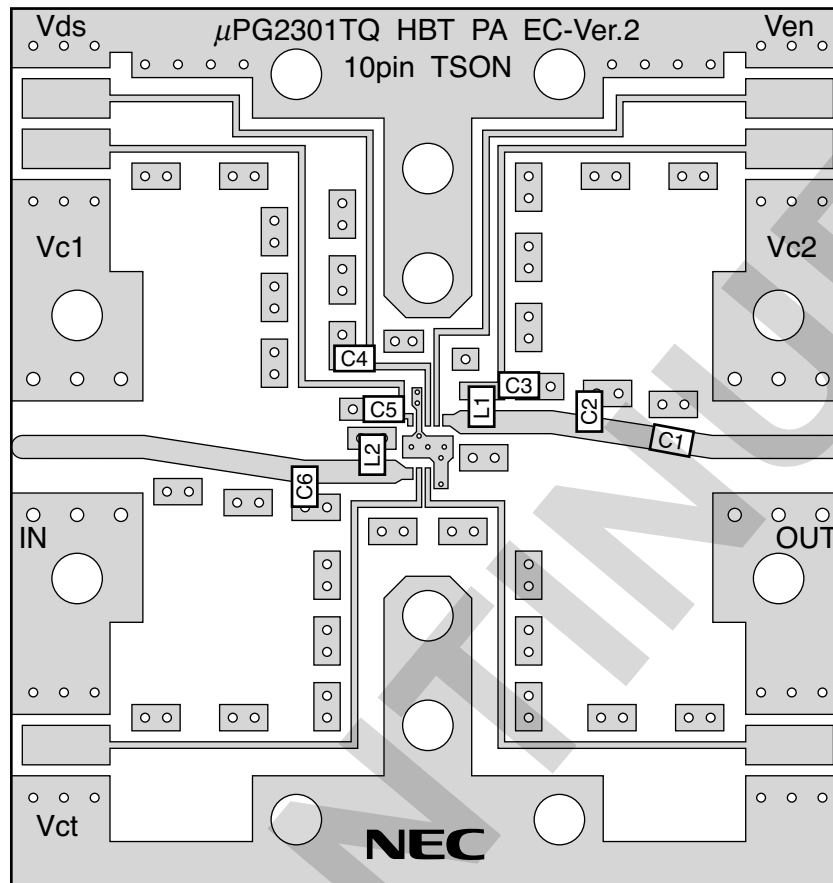 Vds
µPG2301TQ HBT PA EC-Ver.2
Ven
10pin TSON
Vc1
Vc2
C4
C3
C5
L1
C2
C1
L2
C6
IN
OUT
Vct
NEC